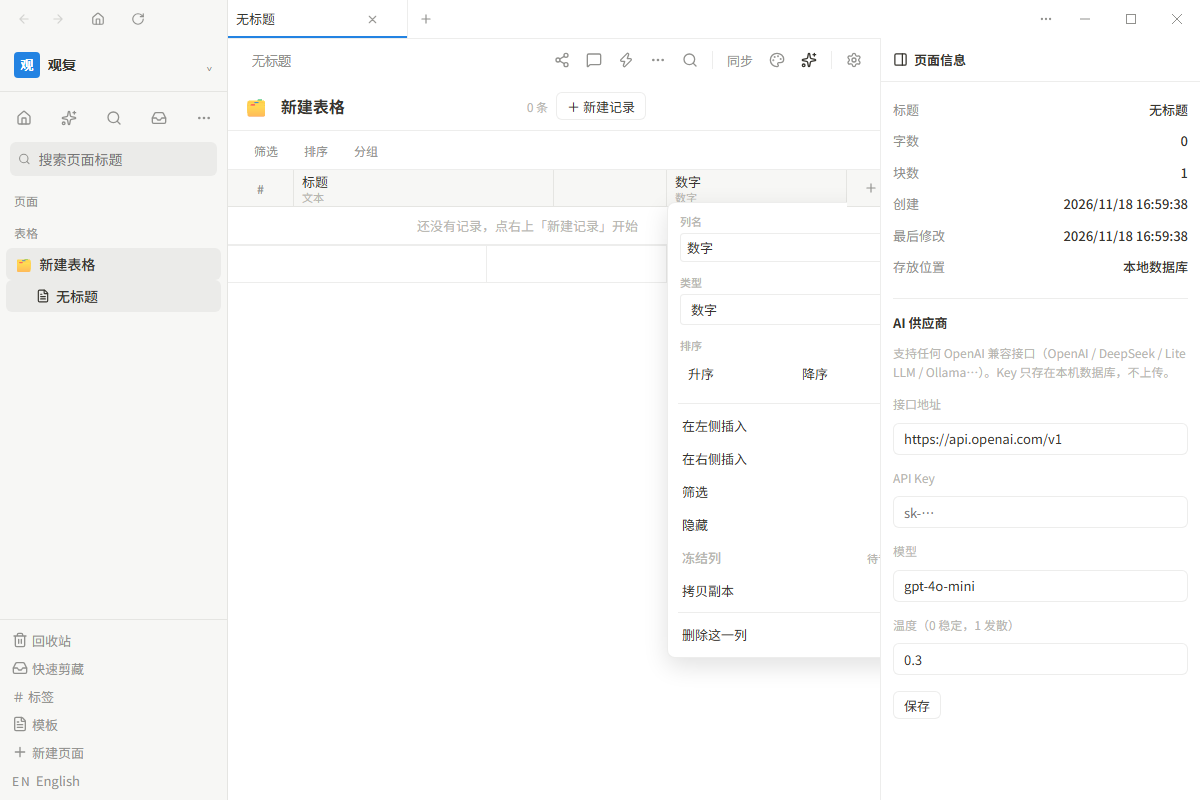 无标题
观 观复
搜索页面标题
页面
表格
新建表格
无标题
回收站
快速剪藏
# 标签
模板
新建页面
EN English
无标题
同步
新建表格
0 条
新建记录
筛选 排序 分组
#
标题
文本
数字
数字
还没有记录，点右上「新建记录」开始
列名
数字
类型
数字
排序
升序 降序
在左侧插入
在右侧插入
筛选
隐藏
冻结列 待
拷贝副本
删除这一列
页面信息
标题 无标题
字数 0
块数 1
创建 2026/11/18 16:59:38
最后修改 2026/11/18 16:59:38
存放位置 本地数据库
AI 供应商
支持任何 OpenAI 兼容接口（OpenAI / DeepSeek / Lite
LLM / Ollama…）。Key 只存在本机数据库，不上传。
接口地址
https://api.openai.com/v1
API Key
sk-…
模型
gpt-4o-mini
温度（0 稳定，1 发散）
0.3
保存